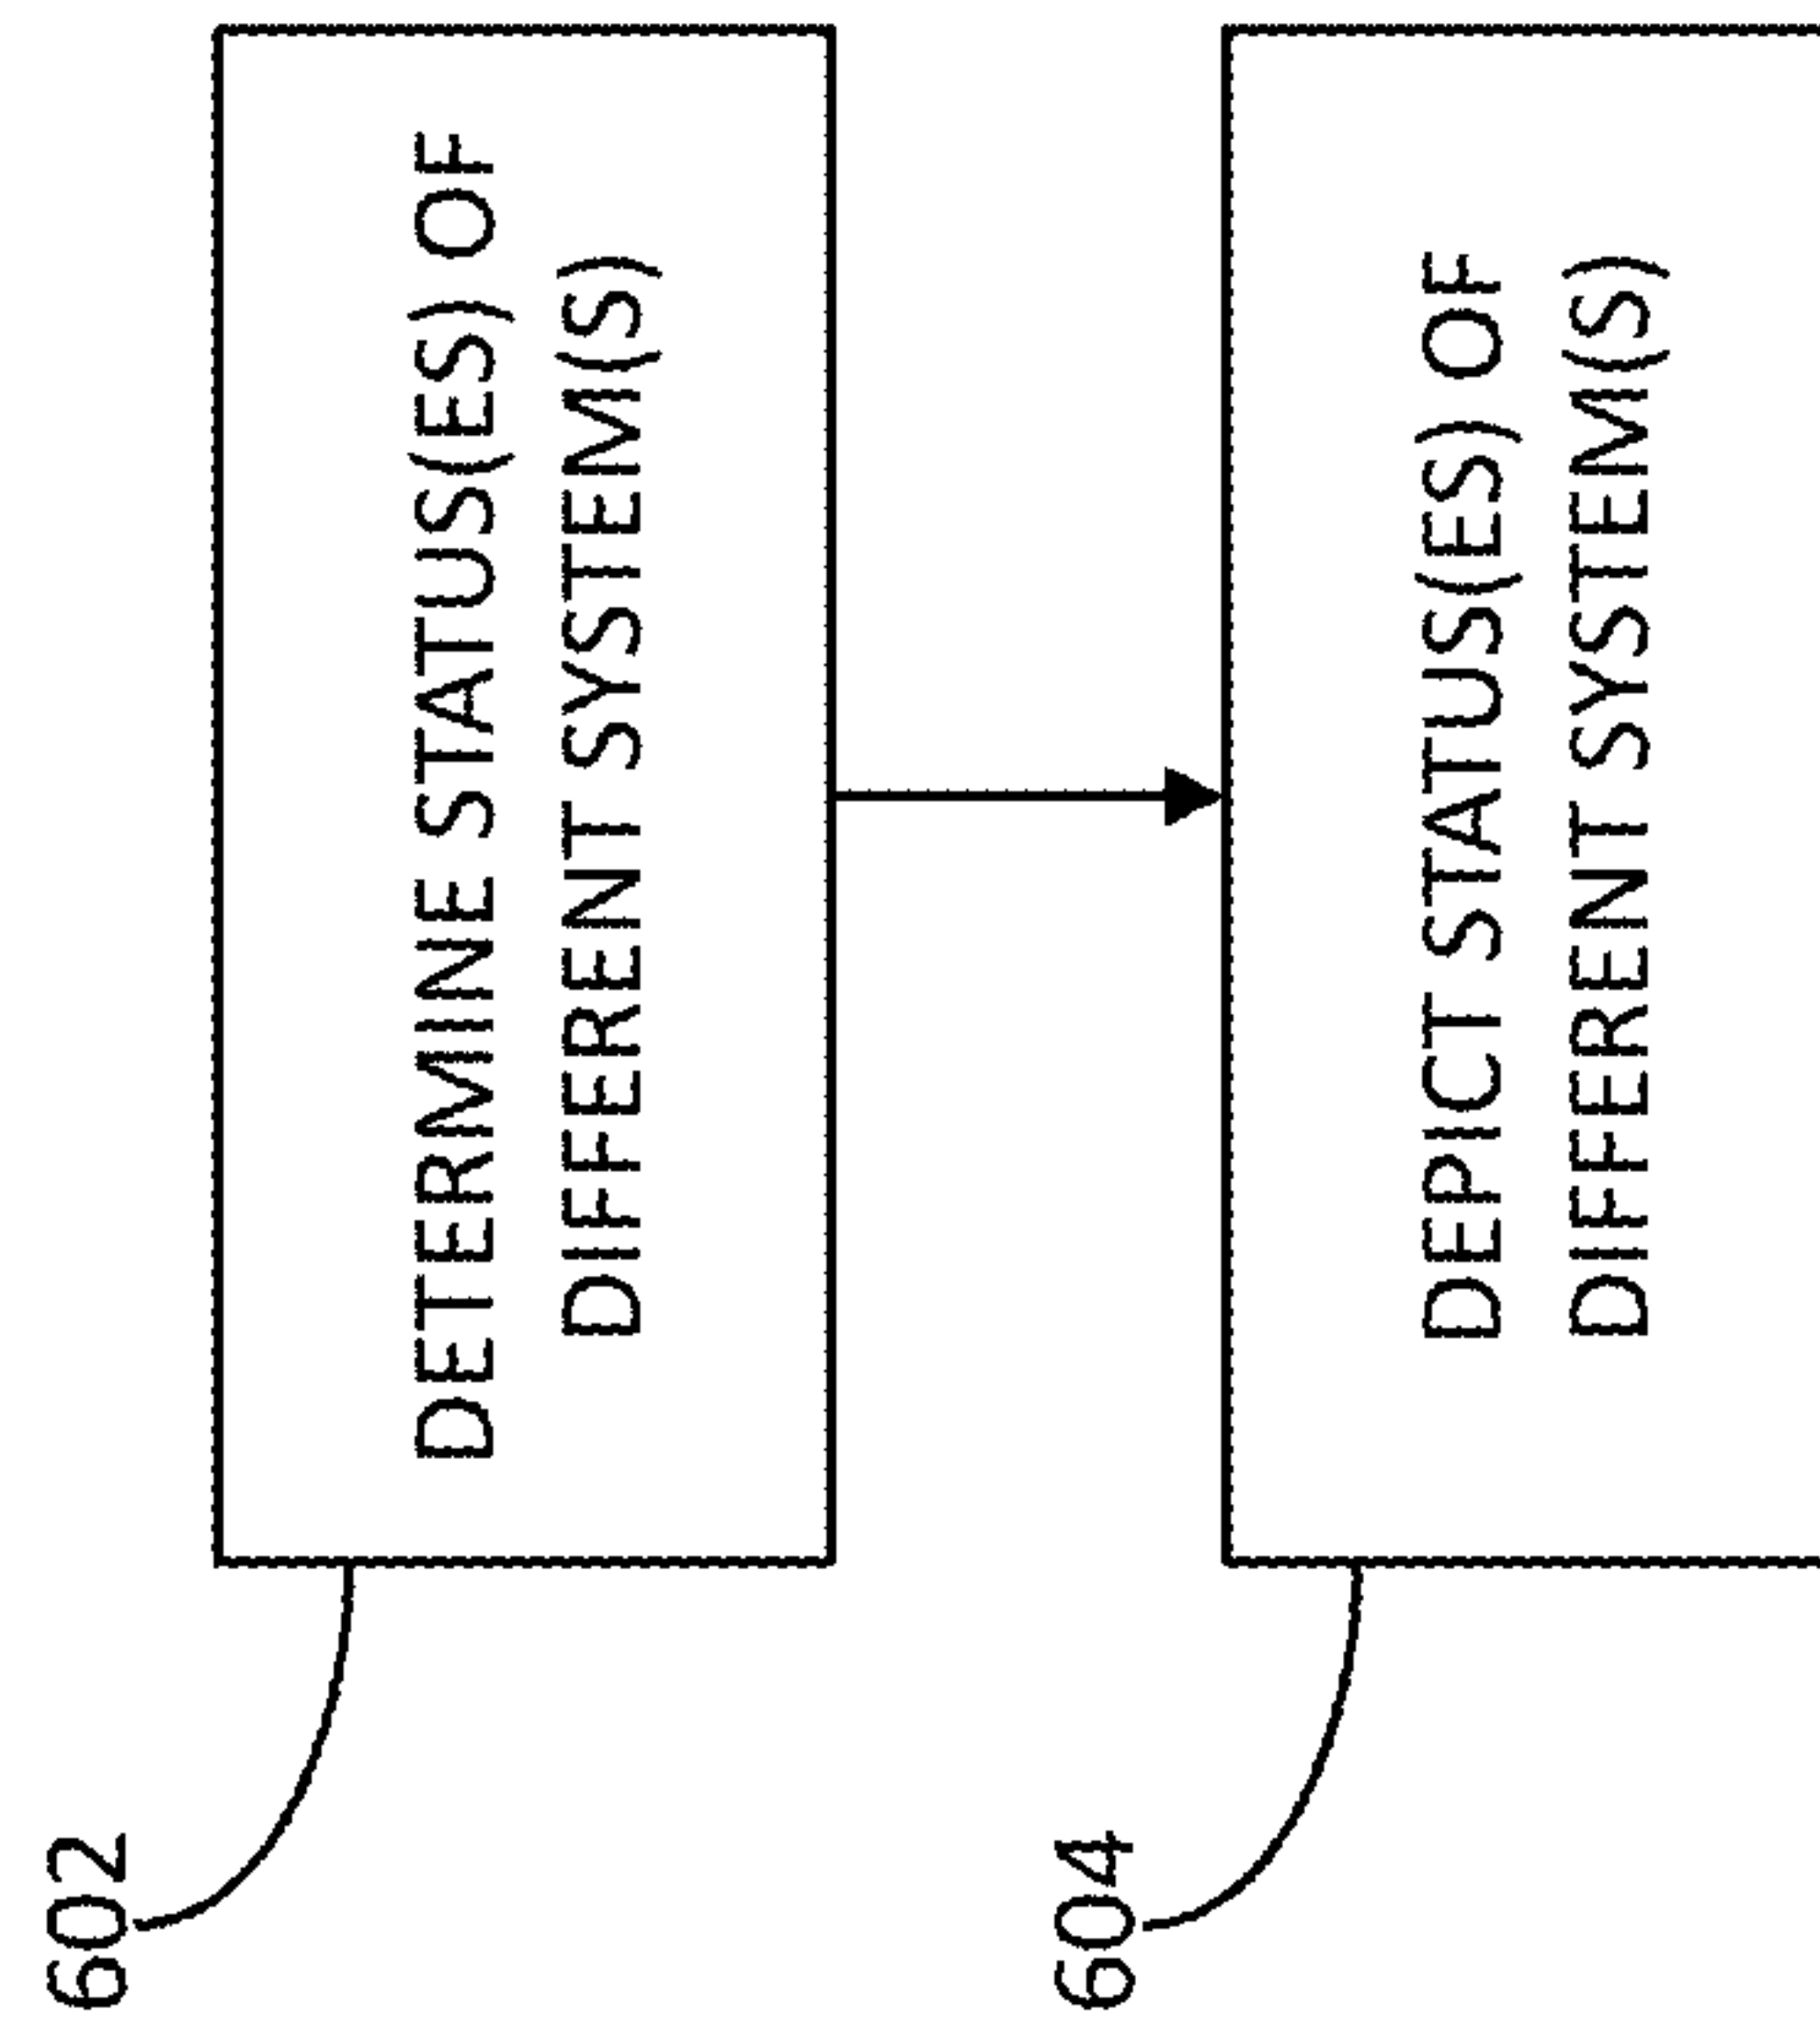 602
DETERMINE STATUS(ES) OF
DIFFERENT SYSTEM(S)
604
DEPICT STATUS(ES) OF
DIFFERENT SYSTEM(S)